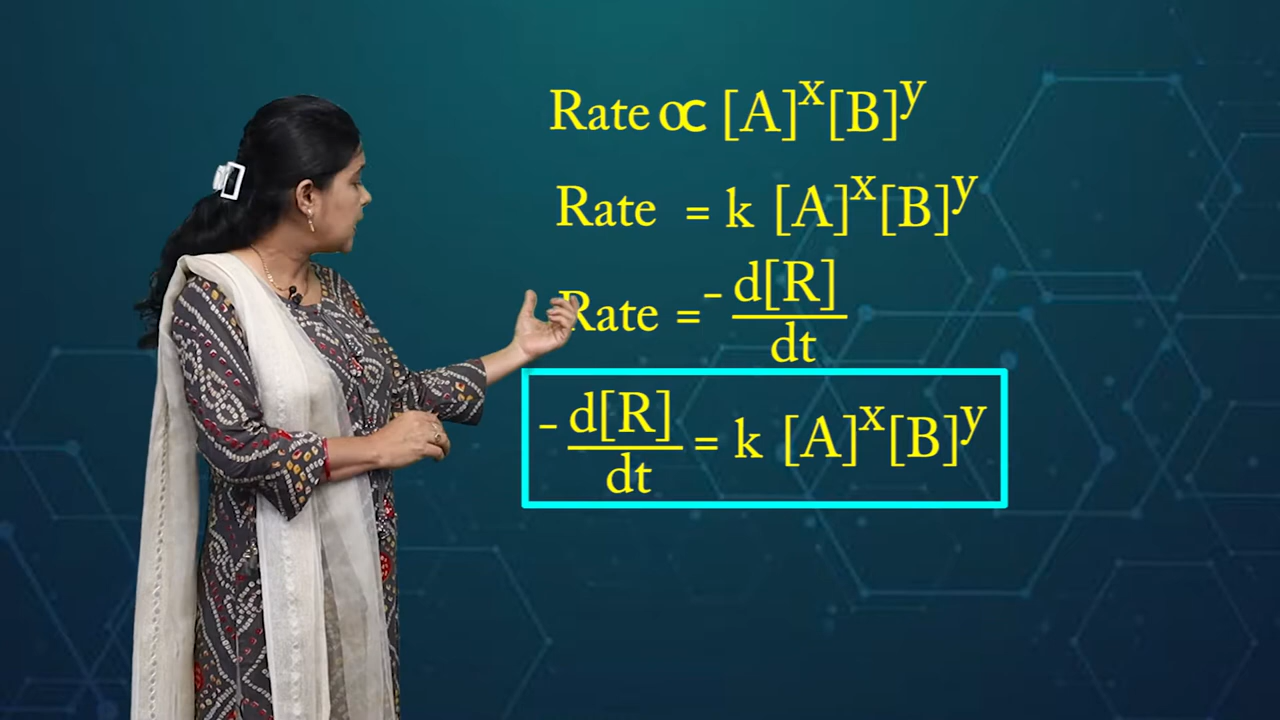 Rate ∝ [A]^x[B]^y
Rate = k [A]^x[B]^y
Rate = - d[R]/dt
- d[R]/dt = k [A]^x[B]^y